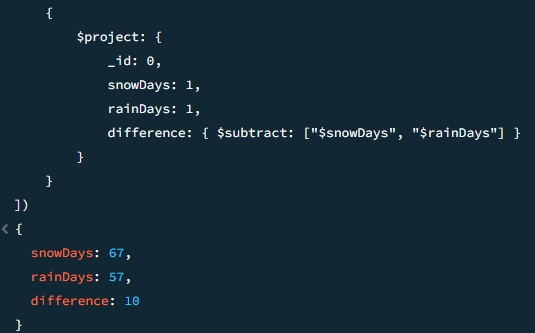 {
$project: {
_id: 0,
snowDays: 1,
rainDays: 1,
difference: { $subtract: ["$snowDays", "$rainDays"] }
}
}
])
< {
snowDays: 67,
rainDays: 57,
difference: 10
}